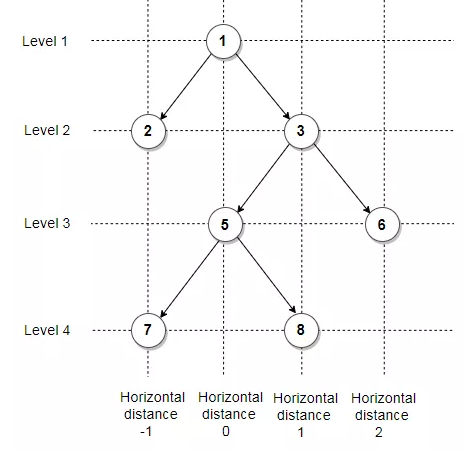 Level 1
1
Level 2
2
3
Level 3
5
6
Level 4
7
8
Horizontal distance -1
Horizontal distance 0
Horizontal distance 1
Horizontal distance 2